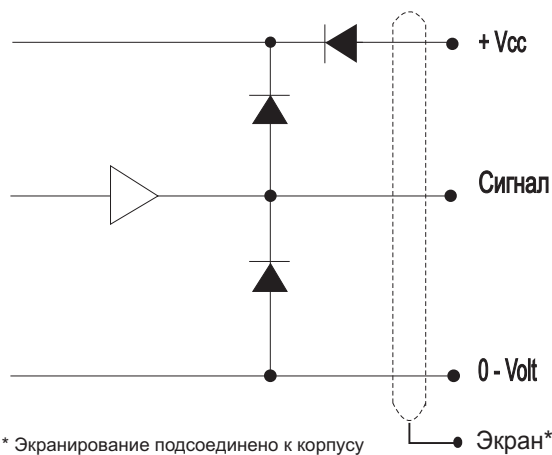 + Vcc
Сигнал
0 - Volt
Экран*
* Экранирование подсоединено к корпусу